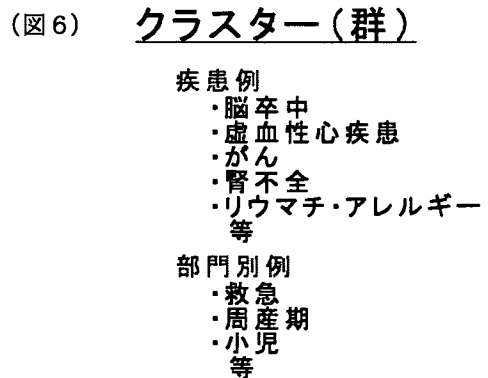 (図6) クラスター(群)
疾患例
・脳卒中
・虚血性心疾患
・がん
・腎不全
・リウマチ・アレルギー
等
部門別例
・救急
・周産期
・小児
等